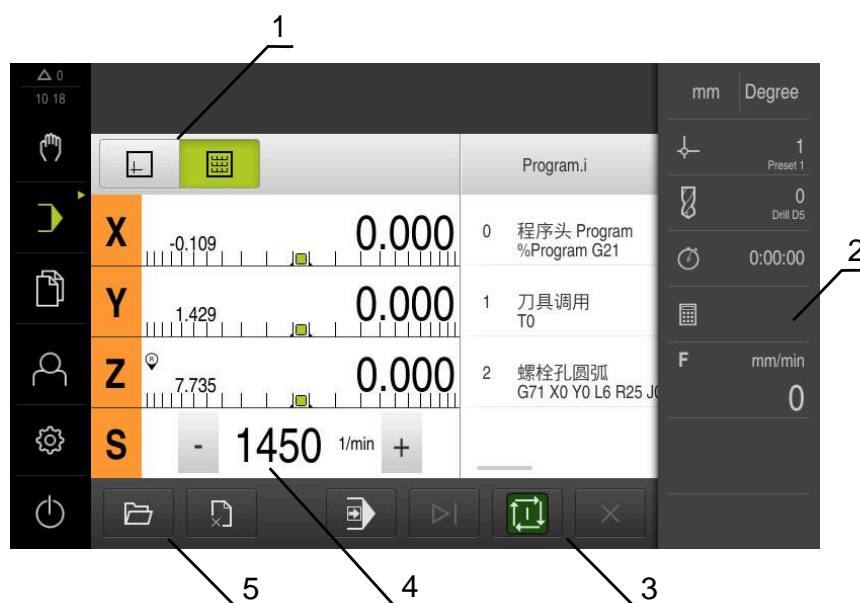 1
0
10 18
mm Degree
1
Preset 1
Program.i
0
Drill D5
X -0.109 0.000
0 程序头 Program
%Program G21
0:00:00
2
Y 1.429 0.000
1 刀具调用
T0
F mm/min
0
Z R 7.735 0.000
2 螺栓孔圆弧
G71 X0 Y0 L6 R25 J
S - 1450 1/min +
5
4
3